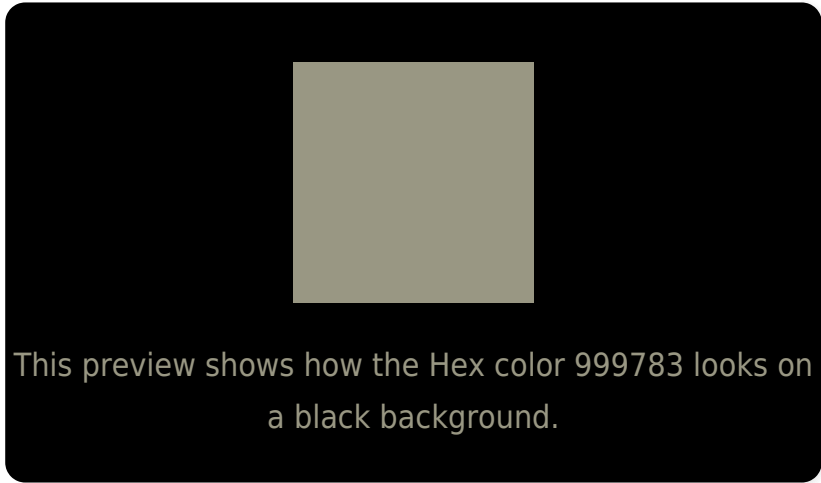 This preview shows how the Hex color 999783 looks on
a black background.